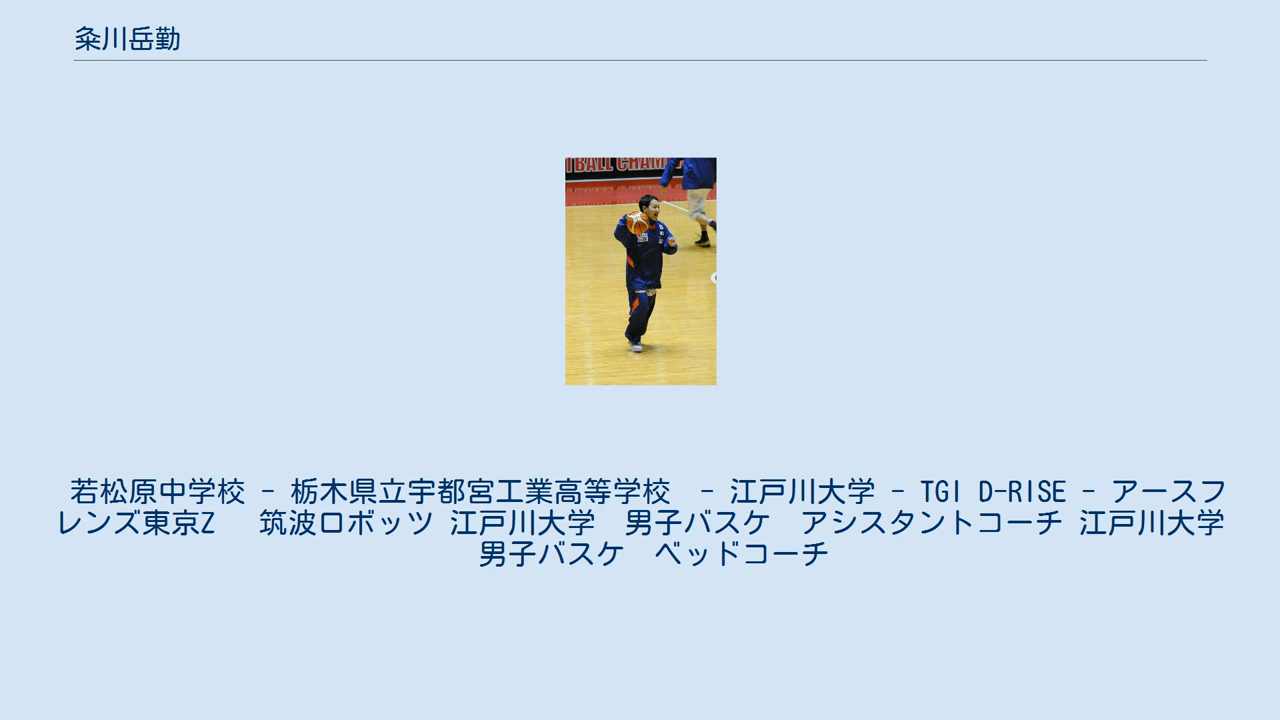 粂川岳勤
TBALL CHAM
若松原中学校 - 栃木県立宇都宮工業高等学校　- 江戸川大学 - TGI D-RISE - アースフ
レンズ東京Z　 筑波ロボッツ 江戸川大学　男子バスケ　アシスタントコーチ 江戸川大学
男子バスケ　ベッドコーチ